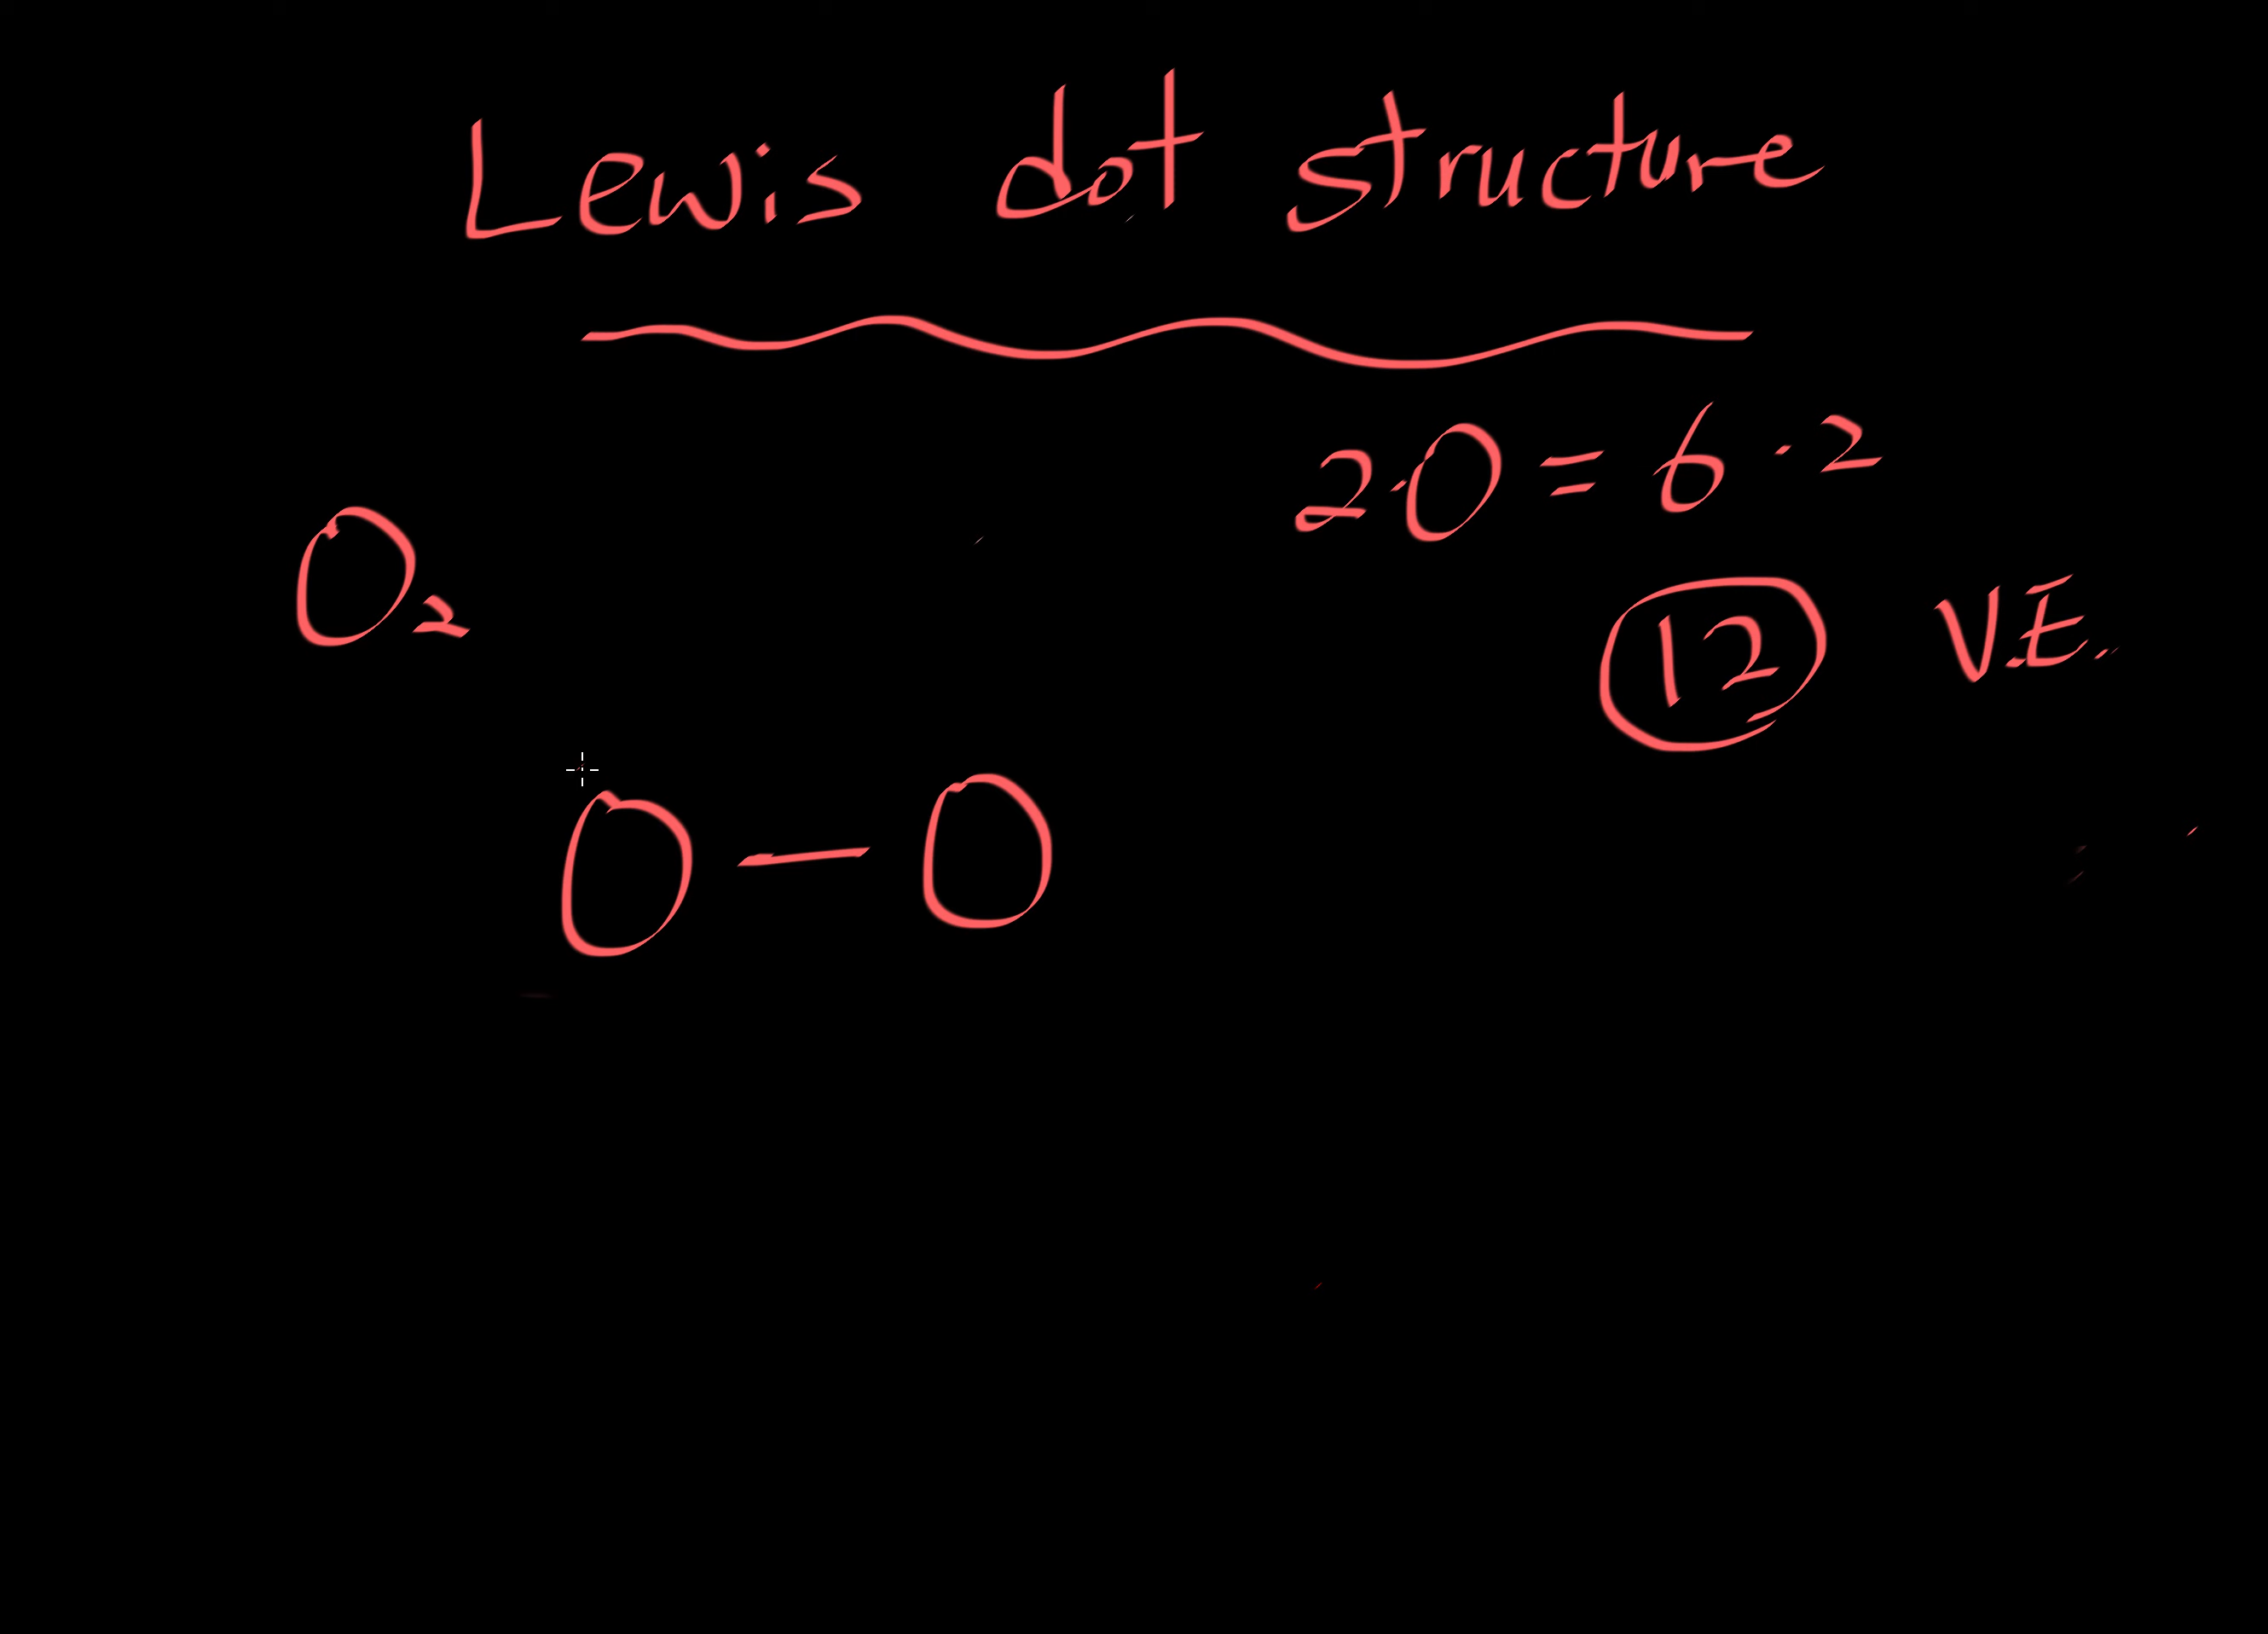 Lewis dot structure
2·O = 6·2
O₂
12 V.E.
O–O